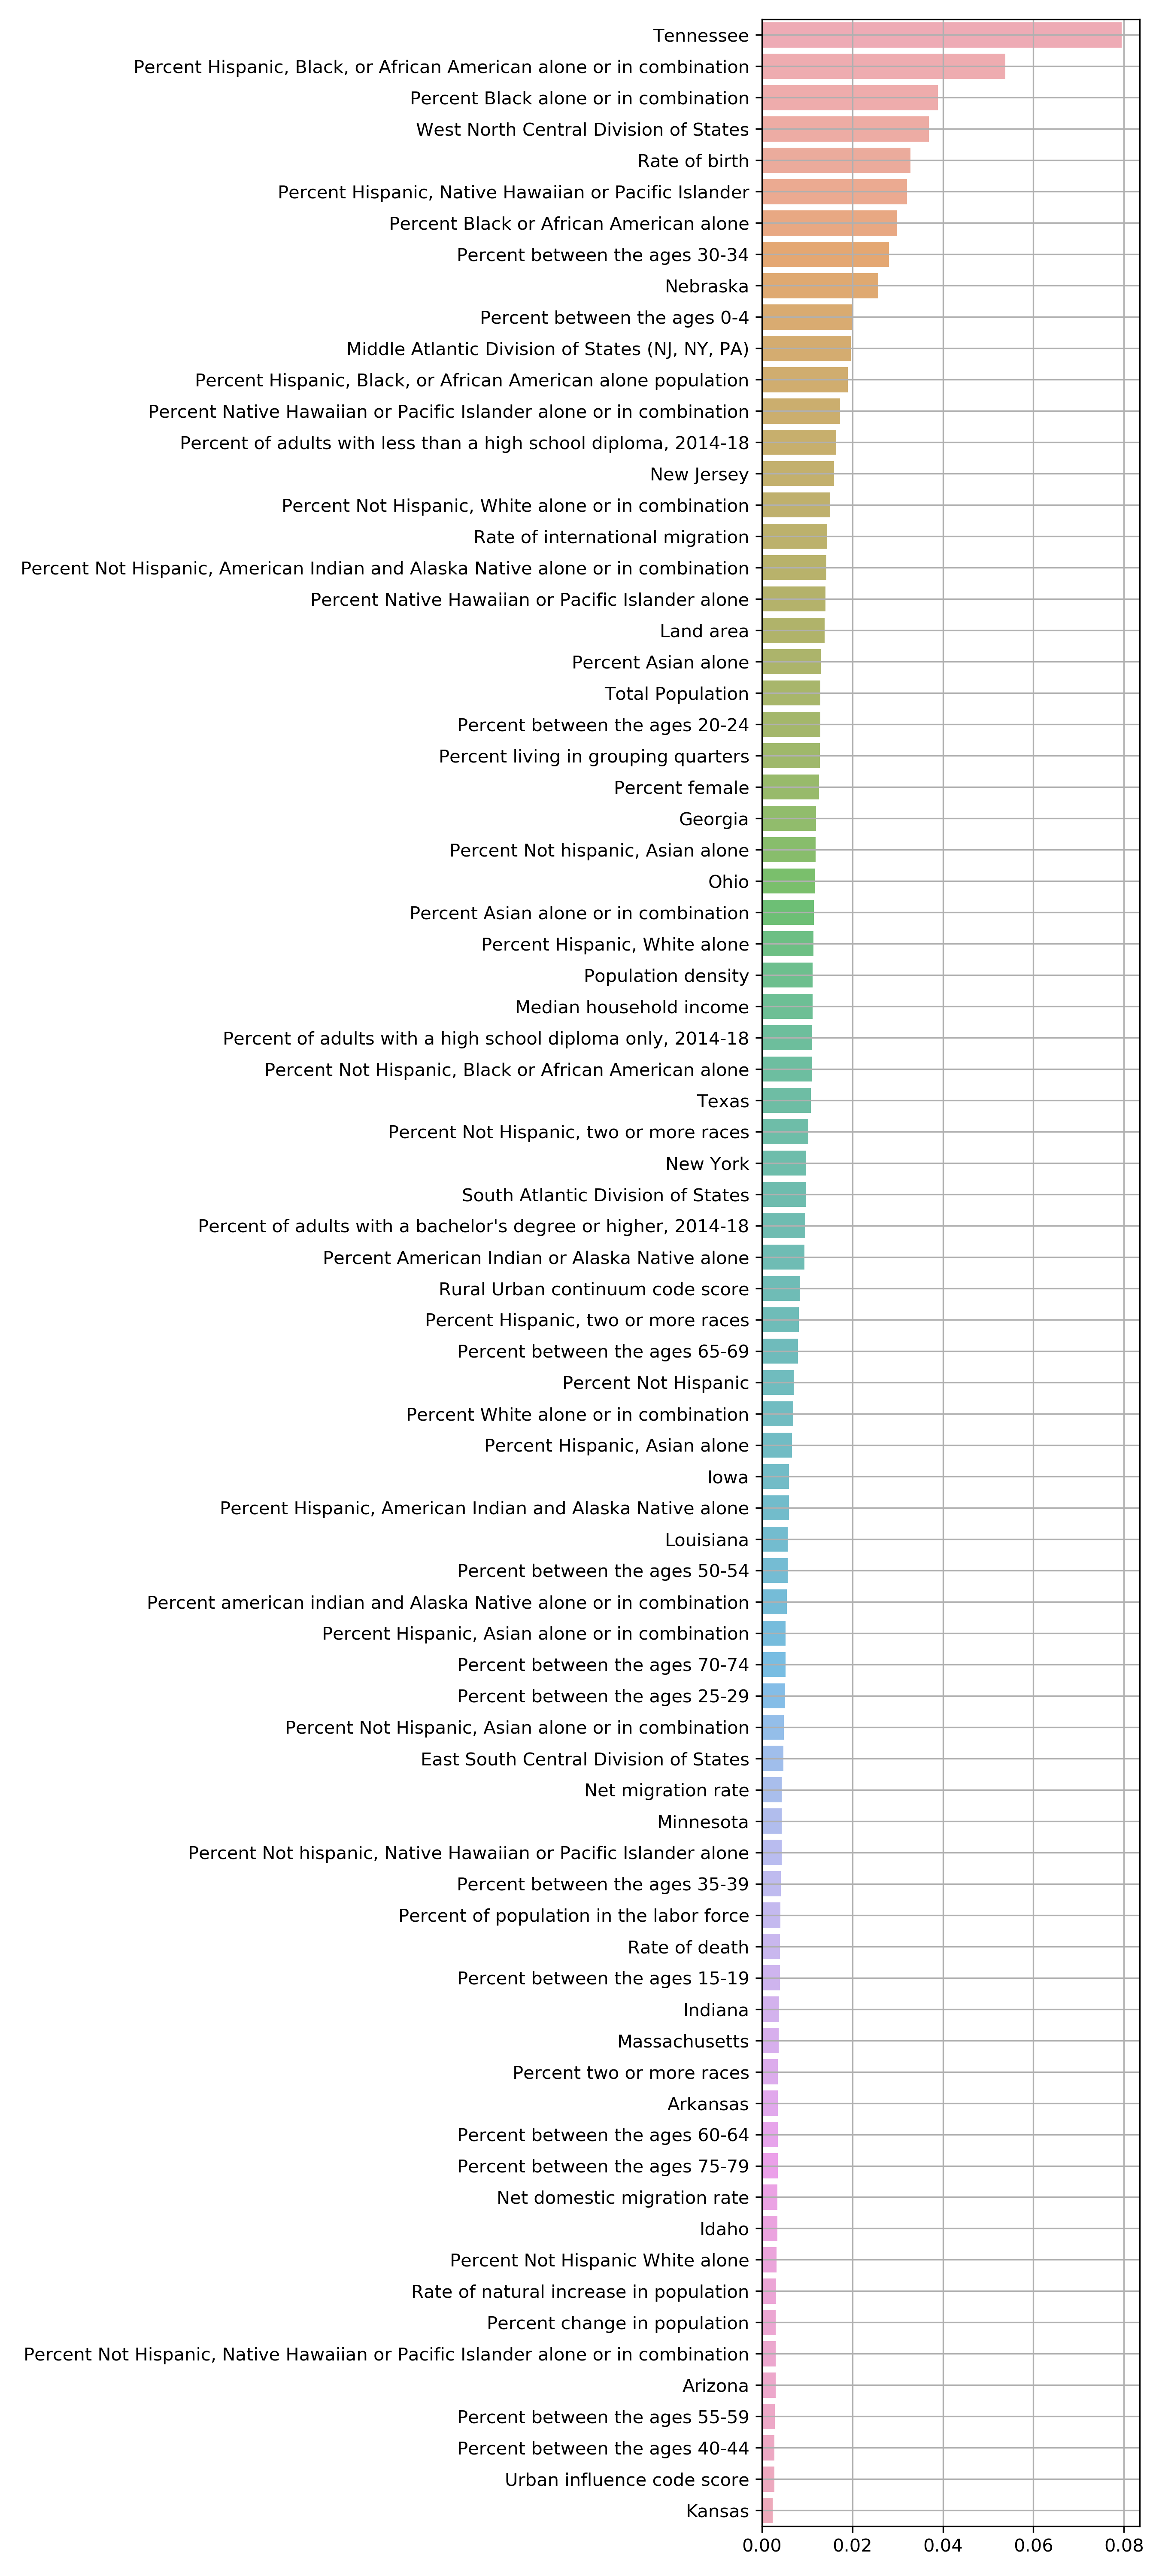 Tennessee
Percent Hispanic, Black, or African American alone or in combination
Percent Black alone or in combination
West North Central Division of States
Rate of birth
Percent Hispanic, Native Hawaiian or Pacific Islander
Percent Black or African American alone
Percent between the ages 30-34
Nebraska
Percent between the ages 0-4
Middle Atlantic Division of States (NJ, NY, PA)
Percent Hispanic, Black, or African American alone population
Percent Native Hawaiian or Pacific Islander alone or in combination
Percent of adults with less than a high school diploma, 2014-18
New Jersey
Percent Not Hispanic, White alone or in combination
Rate of international migration
Percent Not Hispanic, American Indian and Alaska Native alone or in combination
Percent Native Hawaiian or Pacific Islander alone
Land area
Percent Asian alone
Total Population
Percent between the ages 20-24
Percent living in grouping quarters
Percent female
Georgia
Percent Not hispanic, Asian alone
Ohio
Percent Asian alone or in combination
Percent Hispanic, White alone
Population density
Median household income
Percent of adults with a high school diploma only, 2014-18
Percent Not Hispanic, Black or African American alone
Texas
Percent Not Hispanic, two or more races
New York
South Atlantic Division of States
Percent of adults with a bachelor's degree or higher, 2014-18
Percent American Indian or Alaska Native alone
Rural Urban continuum code score
Percent Hispanic, two or more races
Percent between the ages 65-69
Percent Not Hispanic
Percent White alone or in combination
Percent Hispanic, Asian alone
Iowa
Percent Hispanic, American Indian and Alaska Native alone
Louisiana
Percent between the ages 50-54
Percent american indian and Alaska Native alone or in combination
Percent Hispanic, Asian alone or in combination
Percent between the ages 70-74
Percent between the ages 25-29
Percent Not Hispanic, Asian alone or in combination
East South Central Division of States
Net migration rate
Minnesota
Percent Not hispanic, Native Hawaiian or Pacific Islander alone
Percent between the ages 35-39
Percent of population in the labor force
Rate of death
Percent between the ages 15-19
Indiana
Massachusetts
Percent two or more races
Arkansas
Percent between the ages 60-64
Percent between the ages 75-79
Net domestic migration rate
Idaho
Percent Not Hispanic White alone
Rate of natural increase in population
Percent change in population
Percent Not Hispanic, Native Hawaiian or Pacific Islander alone or in combination
Arizona
Percent between the ages 55-59
Percent between the ages 40-44
Urban influence code score
Kansas
0.00 0.02 0.04 0.06 0.08